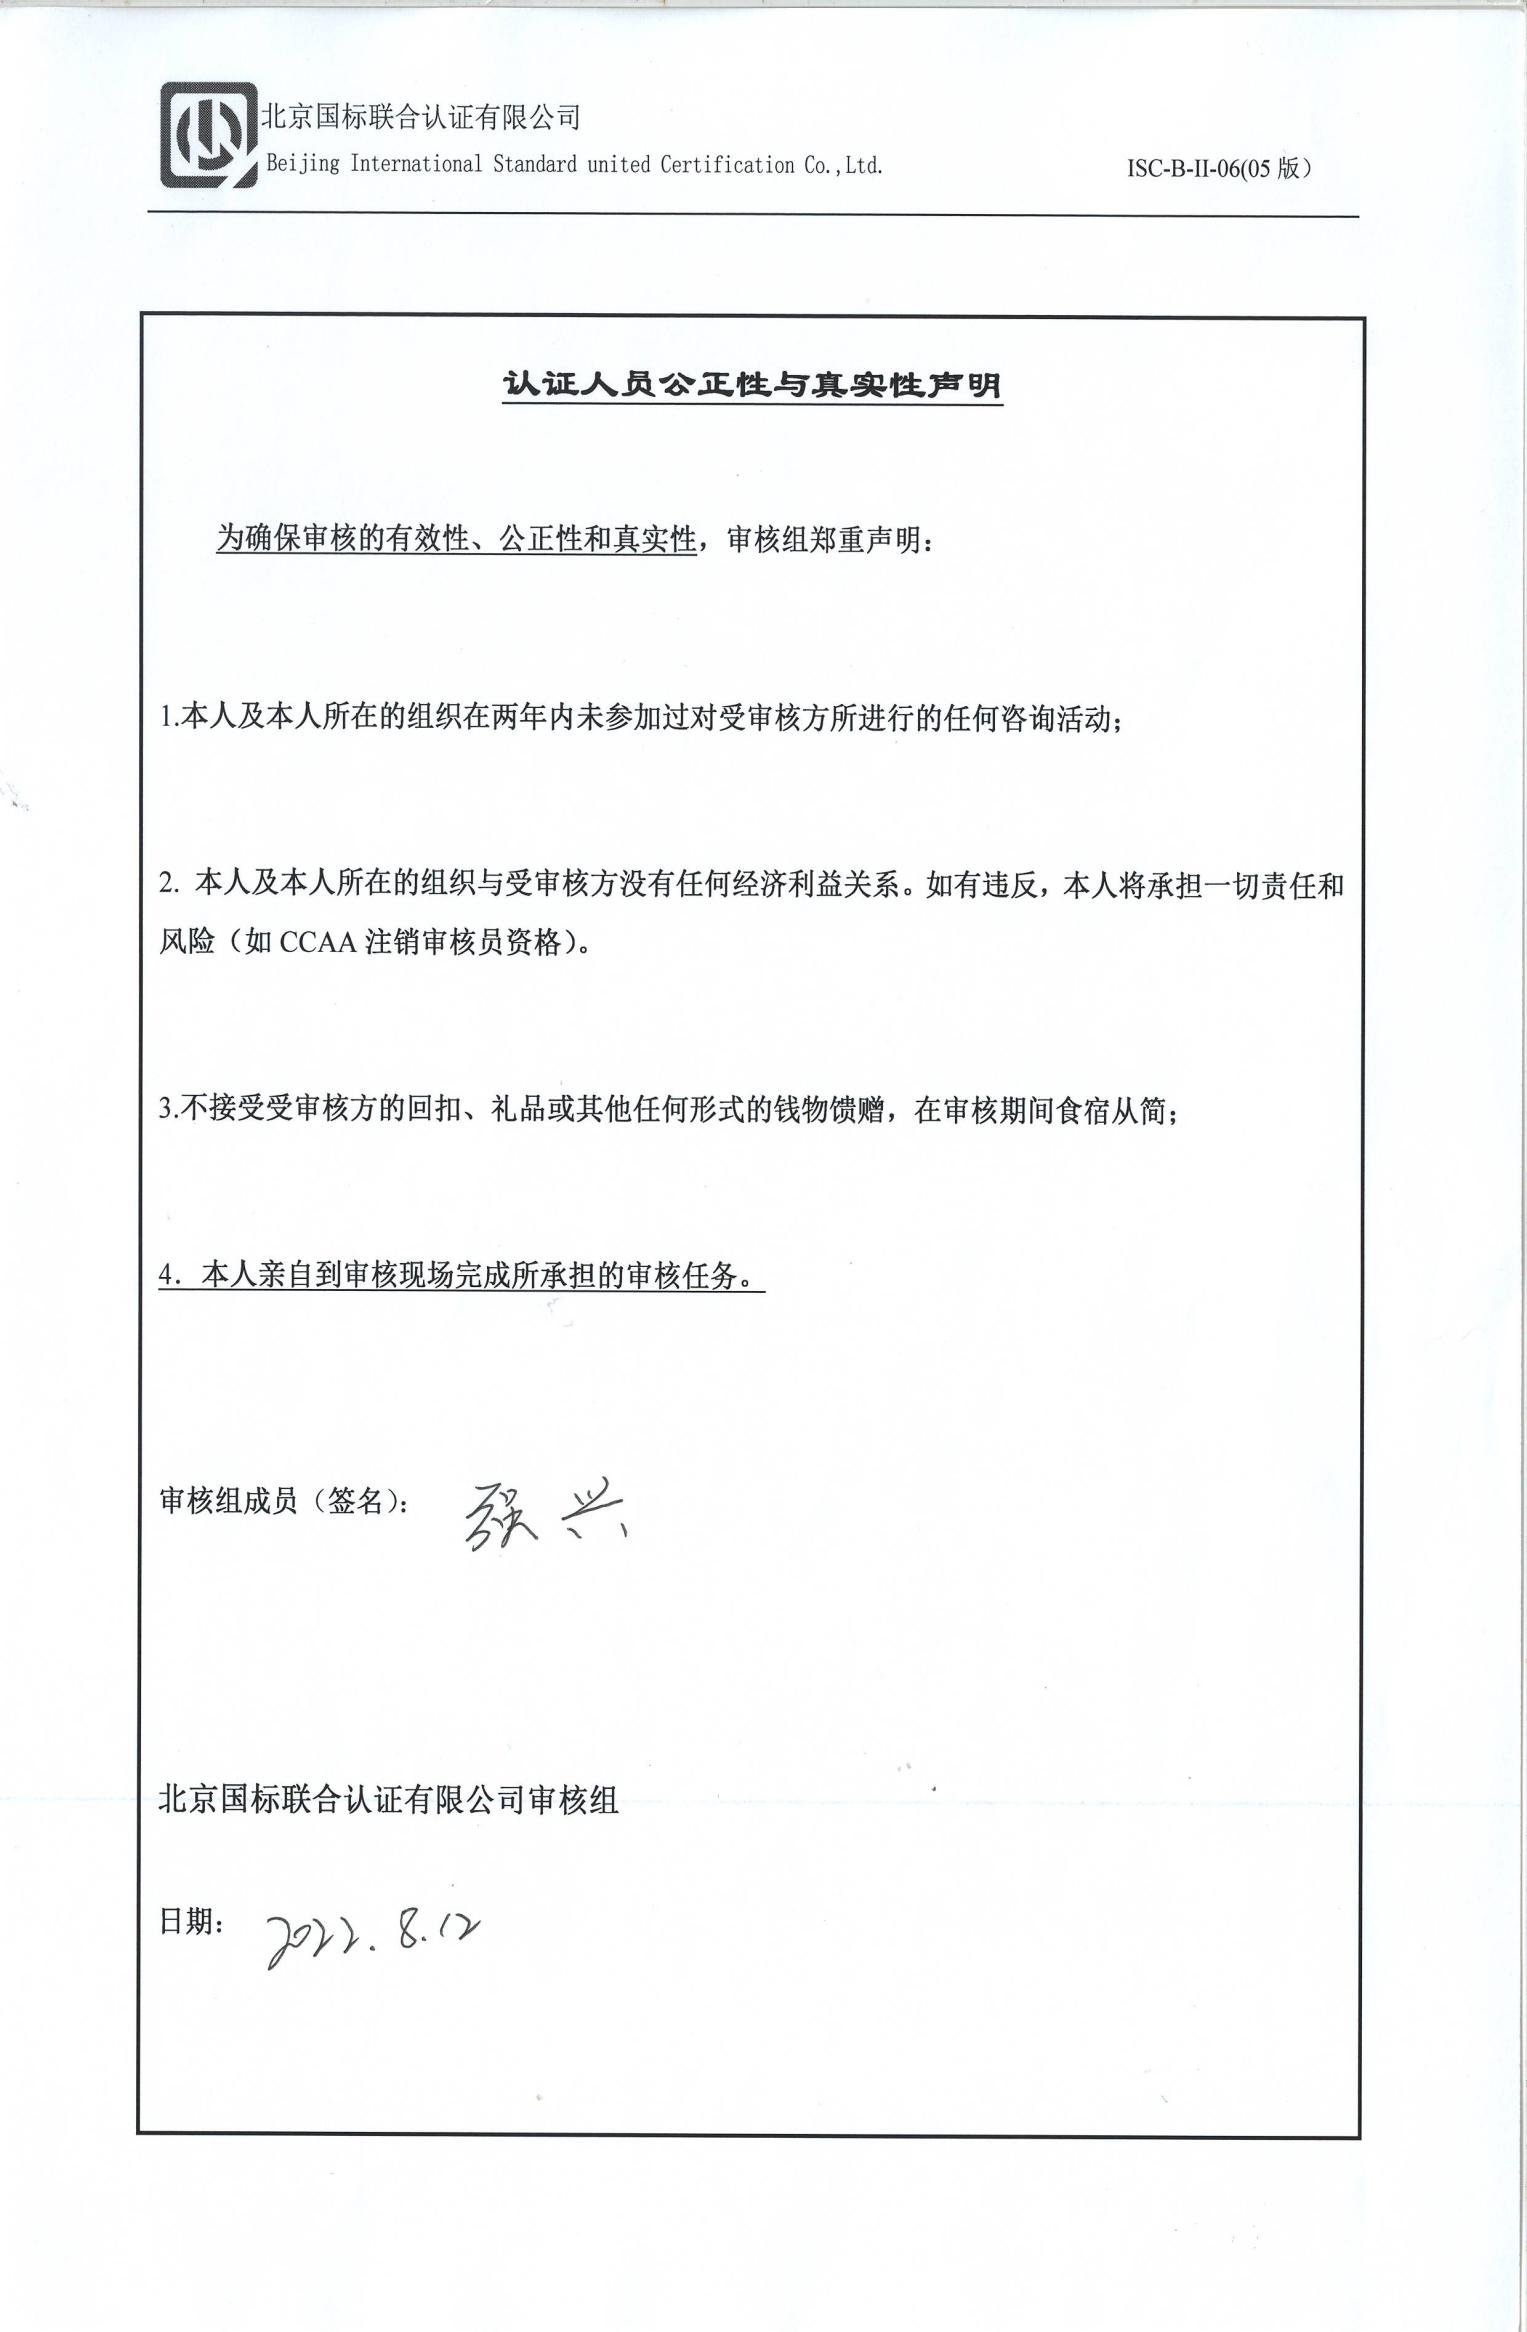 北京国标联合认证有限公司
Beijing International Standard united Certification Co.,Ltd.
ISC-B-II-06(05 版）
认证人员公正性与真实性声明
为确保审核的有效性、公正性和真实性，审核组郑重声明：
1.本人及本人所在的组织在两年内未参加过对受审核方所进行的任何咨询活动；
2. 本人及本人所在的组织与受审核方没有任何经济利益关系。如有违反，本人将承担一切责任和
风险（如 CCAA 注销审核员资格）。
3.不接受受审核方的回扣、礼品或其他任何形式的钱物馈赠，在审核期间食宿从简；
4．本人亲自到审核现场完成所承担的审核任务。
审核组成员（签名）：
北京国标联合认证有限公司审核组
日期： 2022.8.12